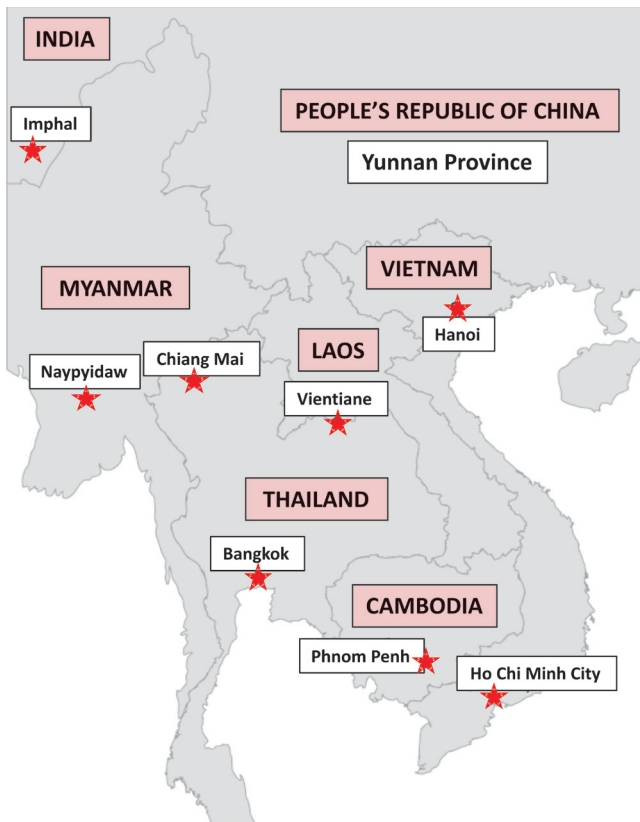 INDIA
Imphal
PEOPLE’S REPUBLIC OF CHINA
Yunnan Province
VIETNAM
MYANMAR
Hanoi
LAOS
Chiang Mai
Naypyidaw
Vientiane
THAILAND
Bangkok
CAMBODIA
Phnom Penh
Ho Chi Minh City